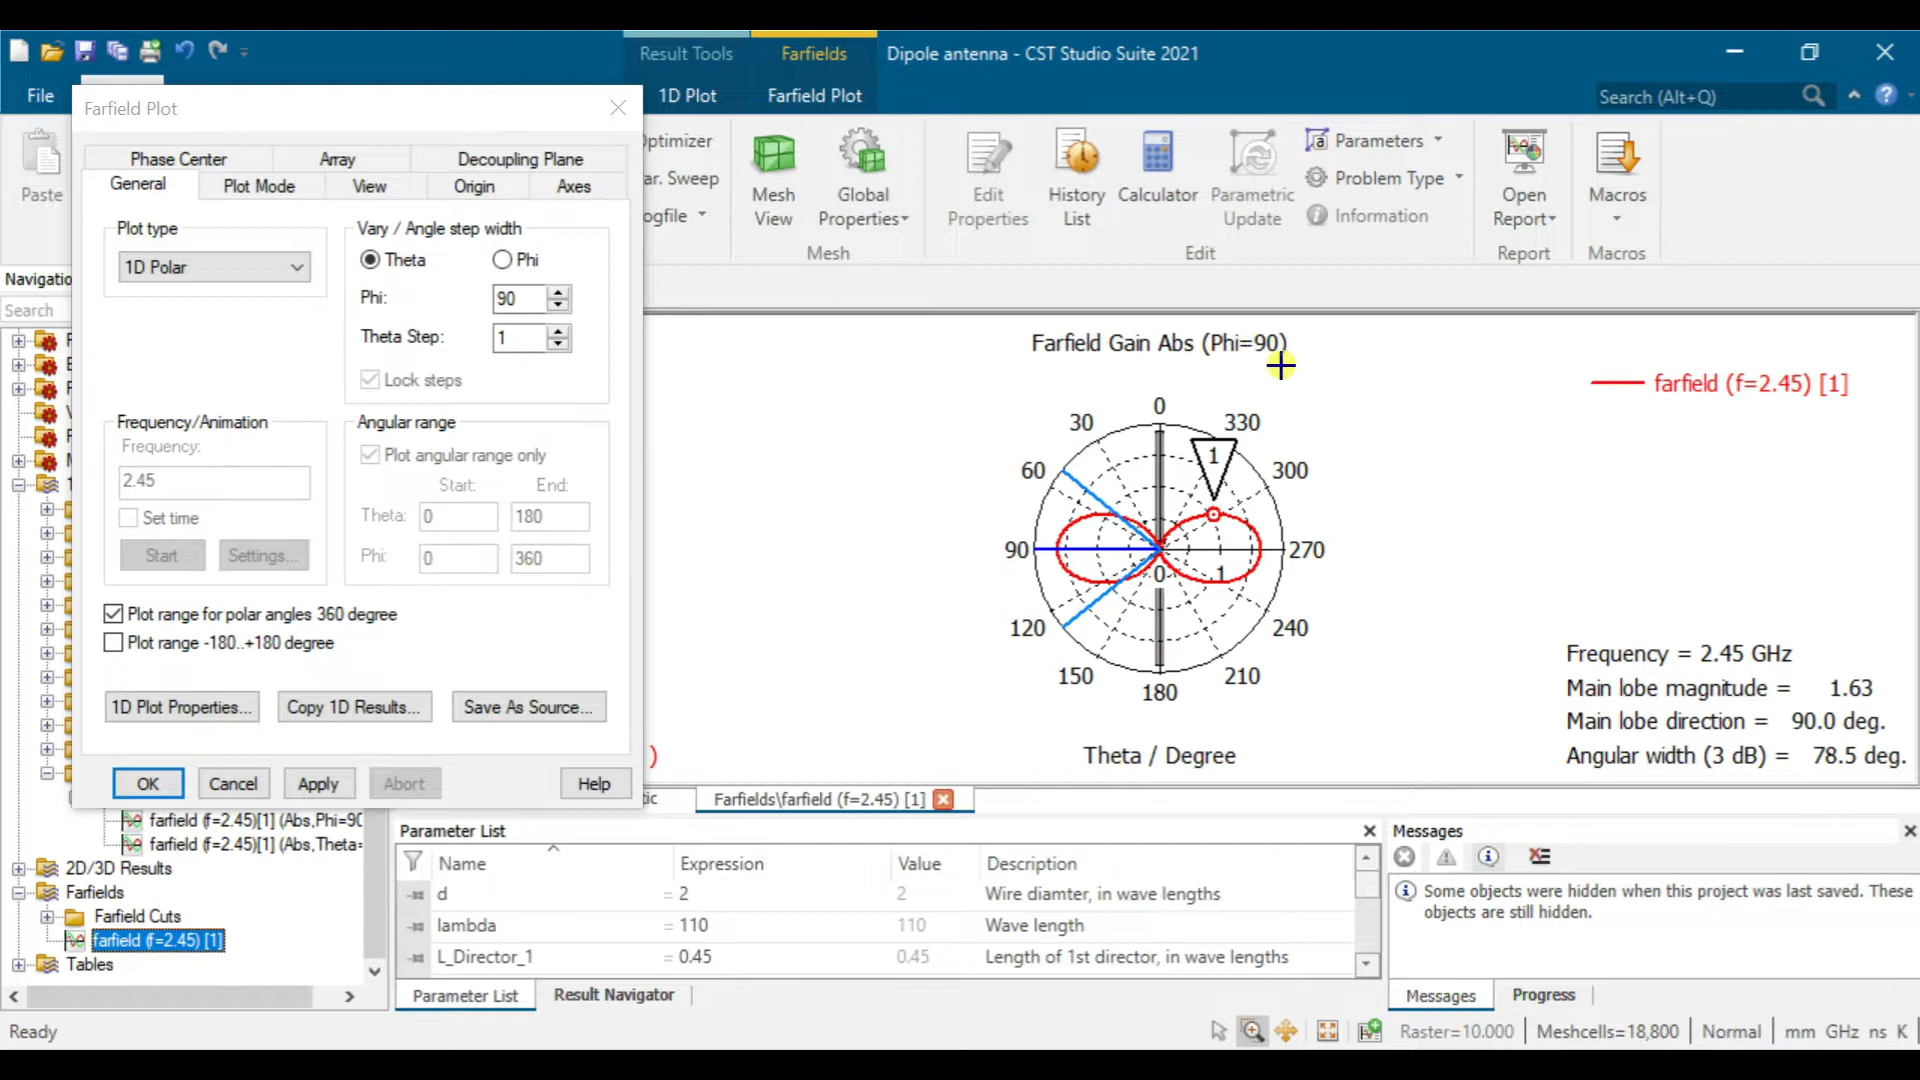 Result Tools
Farfields
Dipole antenna - CST Studio Suite 2021
File
1D Plot
Farfield Plot
Search (Alt+Q)
Paste
Optimizer
ar. Sweep
ogfile
Mesh View
Global Properties
Mesh
Edit Properties
History List
Calculator
Parametric Update
Parameters
Problem Type
Information
Edit
Open Report
Report
Macros
Macros
Farfield Plot
Phase Center
Array
Decoupling Plane
General
Plot Mode
View
Origin
Axes
Plot type
1D Polar
Vary / Angle step width
Theta
Phi
Phi:
90
Theta Step:
1
Lock steps
Frequency/Animation
Frequency:
2.45
Set time
Start
Settings...
Angular range
Plot angular range only
Start:
End:
Theta:
0
180
Phi:
0
360
Plot range for polar angles 360 degree
Plot range -180..+180 degree
1D Plot Properties...
Copy 1D Results...
Save As Source...
OK
Cancel
Apply
Abort
Help
Navigatio
Search
Farfield Gain Abs (Phi=90)
farfield (f=2.45) [1]
0
30
330
1
60
300
90
270
0
1
120
240
150
210
180
Theta / Degree
Frequency = 2.45 GHz
Main lobe magnitude = 1.63
Main lobe direction = 90.0 deg.
Angular width (3 dB) = 78.5 deg.
)
tic
Farfields\farfield (f=2.45) [1]
farfield (f=2.45)[1] (Abs,Phi=90
farfield (f=2.45)[1] (Abs,Theta=
2D/3D Results
Farfields
Farfield Cuts
farfield (f=2.45) [1]
Tables
Parameter List
Name
Expression
Value
Description
d
= 2
2
Wire diamter, in wave lengths
lambda
= 110
110
Wave length
L_Director_1
= 0.45
0.45
Length of 1st director, in wave lengths
Parameter List
Result Navigator
Messages
Some objects were hidden when this project was last saved. These
objects are still hidden.
Messages
Progress
Ready
Raster=10.000
Meshcells=18,800
Normal
mm GHz ns K